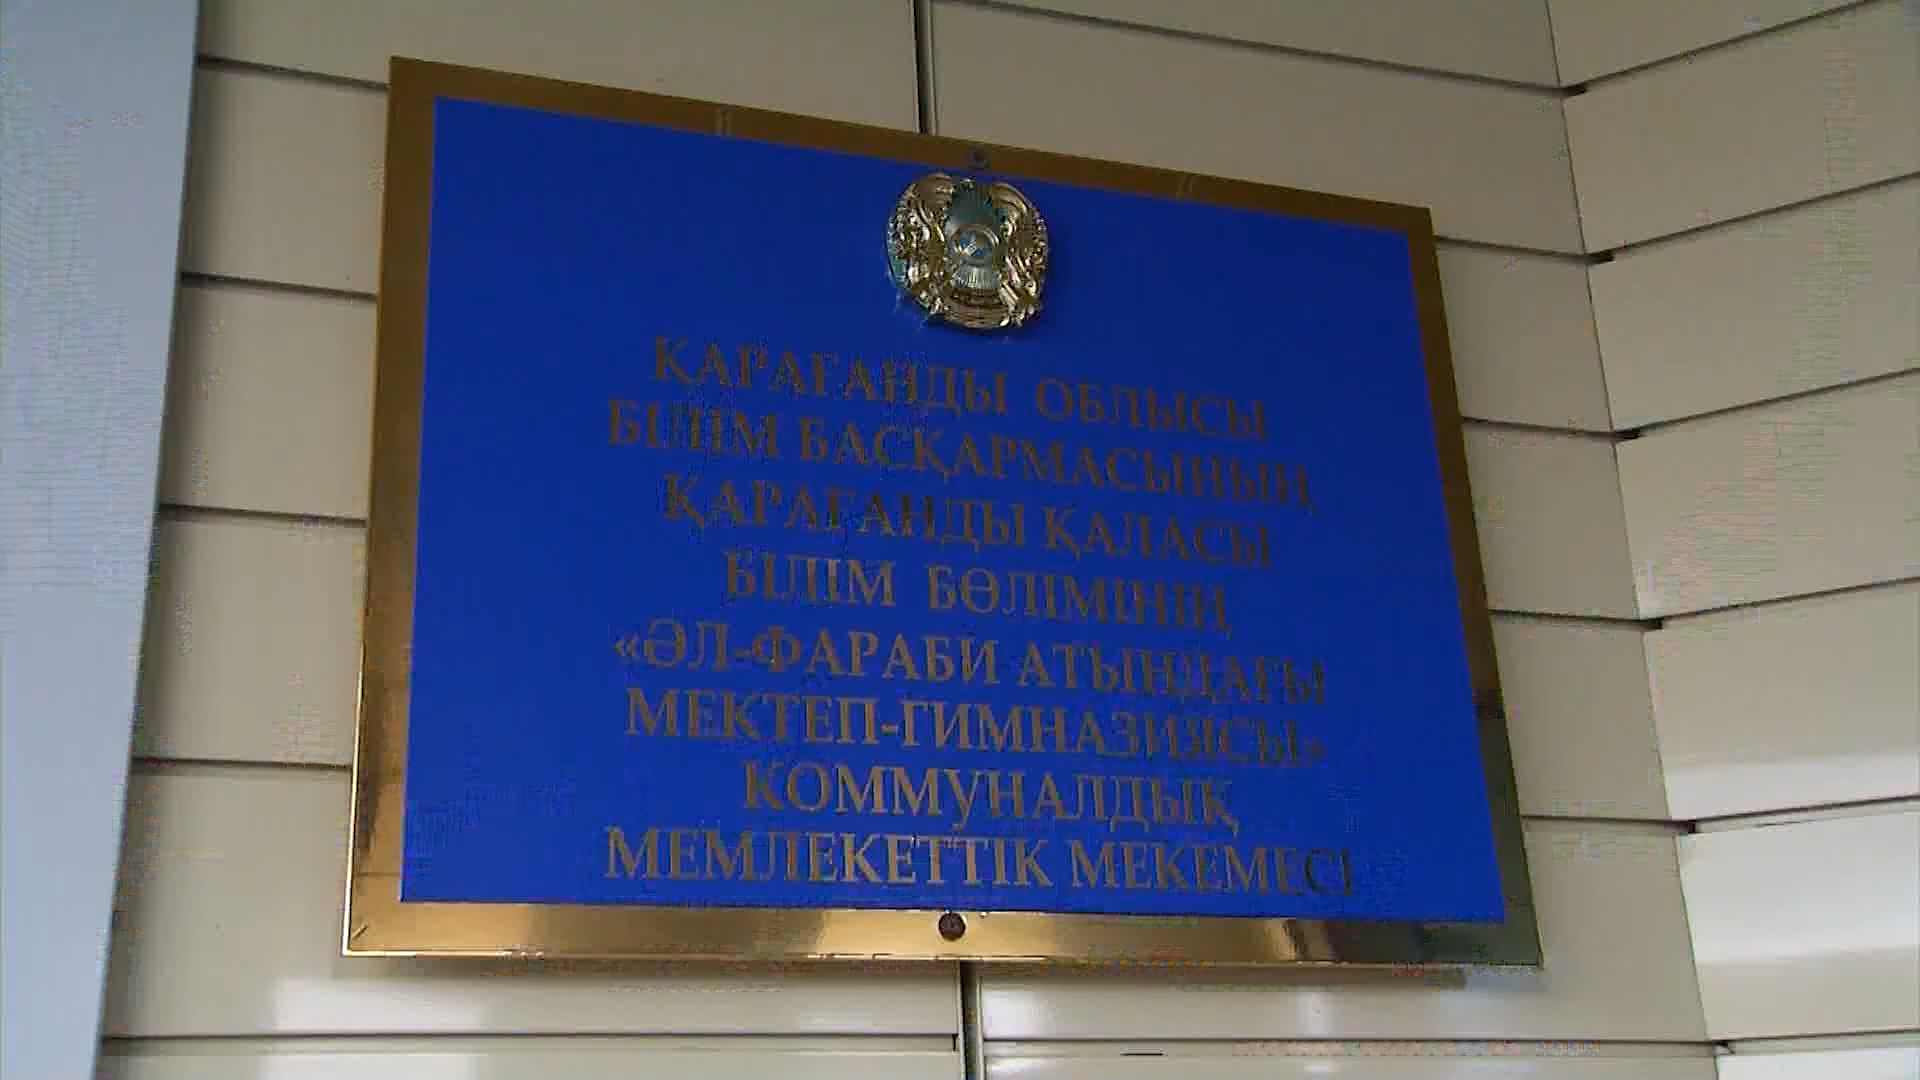 ҚАРАҒАНДЫ ОБЛЫСЫ
БІЛІМ БАСҚАРМАСЫНЫҢ
ҚАРАҒАНДЫ ҚАЛАСЫ
БІЛІМ БӨЛІМІНІҢ
«ӘЛ-ФАРАБИ АТЫНДАҒЫ
МЕКТЕП-ГИМНАЗИЯСЫ»
КОММУНАЛДЫҚ
МЕМЛЕКЕТТІК МЕКЕМЕСІ